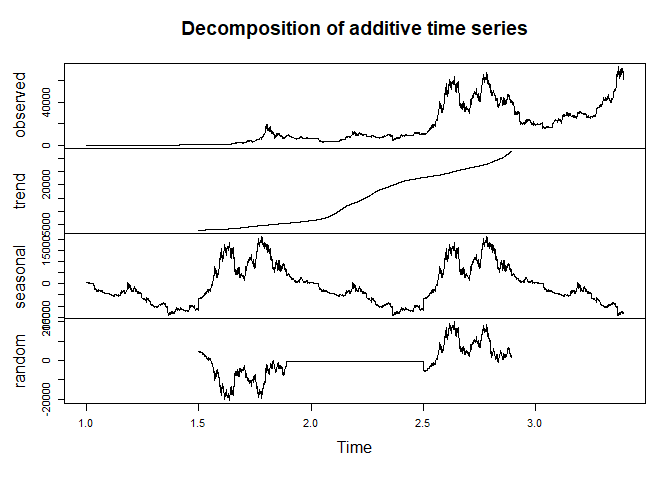 Decomposition of additive time series
observed
40000
0
trend
20000
5000
seasonal
15000
0
random
0
-20000
1.0 1.5 2.0 2.5 3.0
Time